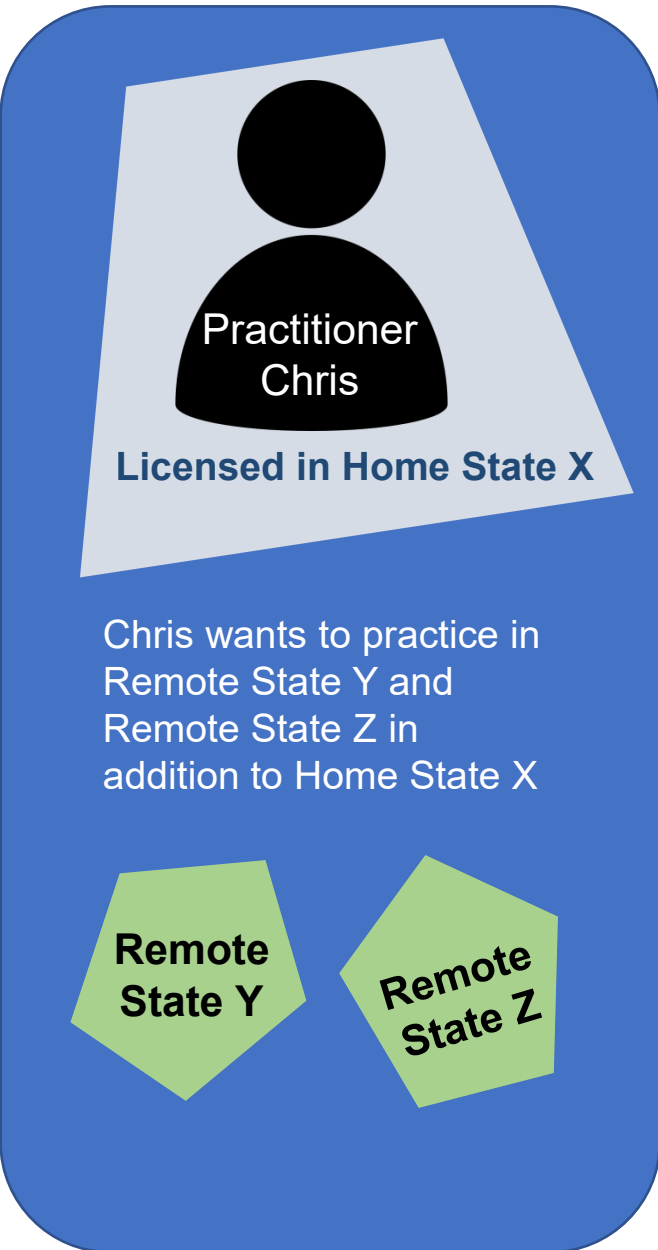 Practitioner
Chris
Licensed in Home State X
Chris wants to practice in
Remote State Y and
Remote State Z in
addition to Home State X
Remote
State Y
Remote
State Z